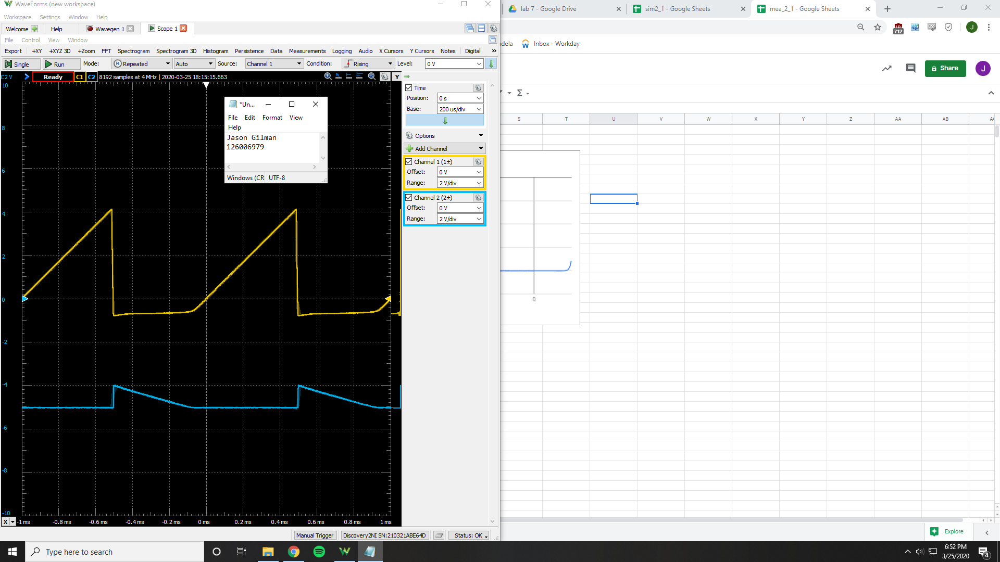 WaveForms (new workspace)
Workspace Settings Window Help
Welcome Help Wavegen 1 Scope 1
File Control View Window
Export +XY +XYZ 3D +Zoom FFT Spectrogram Spectrogram 3D Histogram Persistence Data Measurements Logging Audio X Cursors Y Cursors Notes Digital »
Single Run Mode: Repeated Auto Source: Channel 1 Condition: Rising Level: 0 V
C2 V Ready C1 C2 8192 samples at 4 MHz | 2020-03-25 18:15:15.663 Y
10
8
6
4
2
0
-2
-4
-6
-8
-10
X -1 ms -0.8 ms -0.6 ms -0.4 ms -0.2 ms 0 ms 0.2 ms 0.4 ms 0.6 ms 0.8 ms 1 ms
*Un...
File Edit Format View
Help
Jason Gilman
126006979
Windows (CR UTF-8
Time
Position: 0 s
Base: 200 us/div
Options
Add Channel
Channel 1 (1±)
Offset: 0 V
Range: 2 V/div
Channel 2 (2±)
Offset: 0 V
Range: 2 V/div
Manual Trigger Discovery2NI SN:210321ABE64D Status: OK
lab 7 - Google Drive sim2_1 - Google Sheets mea_2_1 - Google Sheets
712 CSS J
dela Inbox - Workday
Share J
Σ
S T U V W X Y Z AA AB
0
Explore
Type here to search
6:52 PM
3/25/2020
4